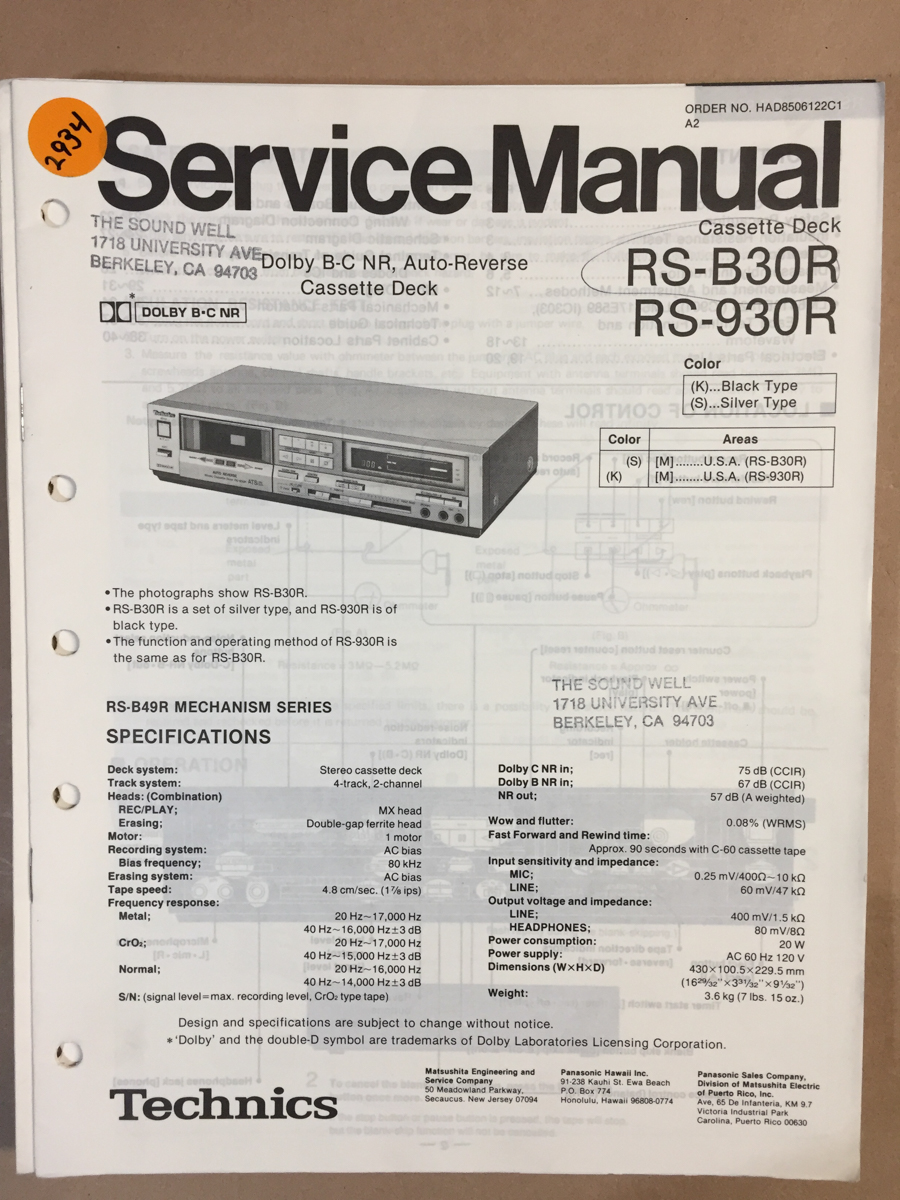 2934
ORDER NO. HAD8506122C1
A2
Service Manual
THE SOUND WELL
1718 UNIVERSITY AVE
BERKELEY, CA 94703
Cassette Deck
RS-B30R
RS-930R
Dolby B-C NR, Auto-Reverse
Cassette Deck
* DOLBY B•C NR
Color
(K)...Black Type
(S)...Silver Type
Color Areas
(S) [M]........U.S.A. (RS-B30R)
(K) [M]........U.S.A. (RS-930R)
Technics
• The photographs show RS-B30R.
• RS-B30R is a set of silver type, and RS-930R is of
black type.
• The function and operating method of RS-930R is
the same as for RS-B30R.
THE SOUND WELL
1718 UNIVERSITY AVE
BERKELEY, CA 94703
RS-B49R MECHANISM SERIES
SPECIFICATIONS
Deck system: Stereo cassette deck
Track system: 4-track, 2-channel
Heads: (Combination)
REC/PLAY; MX head
Erasing; Double-gap ferrite head
Motor: 1 motor
Recording system: AC bias
Bias frequency; 80 kHz
Erasing system: AC bias
Tape speed: 4.8 cm/sec. (1⅞ ips)
Frequency response:
Metal; 20 Hz~17,000 Hz
40 Hz~16,000 Hz±3 dB
CrO₂; 20 Hz~17,000 Hz
40 Hz~15,000 Hz±3 dB
Normal; 20 Hz~16,000 Hz
40 Hz~14,000 Hz±3 dB
S/N: (signal level=max. recording level, CrO₂ type tape)
Dolby C NR in; 75 dB (CCIR)
Dolby B NR in; 67 dB (CCIR)
NR out; 57 dB (A weighted)
Wow and flutter: 0.08% (WRMS)
Fast Forward and Rewind time:
Approx. 90 seconds with C-60 cassette tape
Input sensitivity and impedance:
MIC; 0.25 mV/400Ω~10 kΩ
LINE; 60 mV/47 kΩ
Output voltage and impedance:
LINE; 400 mV/1.5 kΩ
HEADPHONES; 80 mV/8Ω
Power consumption: 20 W
Power supply: AC 60 Hz 120 V
Dimensions (W×H×D) 430×100.5×229.5 mm
(16²⁹⁄₃₂"×3³¹⁄₃₂"×9¹⁄₃₂")
Weight: 3.6 kg (7 lbs. 15 oz.)
Design and specifications are subject to change without notice.
* 'Dolby' and the double-D symbol are trademarks of Dolby Laboratories Licensing Corporation.
Technics
Matsushita Engineering and
Service Company
50 Meadowland Parkway,
Secaucus. New Jersey 07094
Panasonic Hawaii Inc.
91-238 Kauhi St. Ewa Beach
P.O. Box 774
Honolulu, Hawaii 96808-0774
Panasonic Sales Company,
Division of Matsushita Electric
of Puerto Rico, Inc.
Ave, 65 De Infanteria, KM 9.7
Victoria Industrial Park
Carolina, Puerto Rico 00630